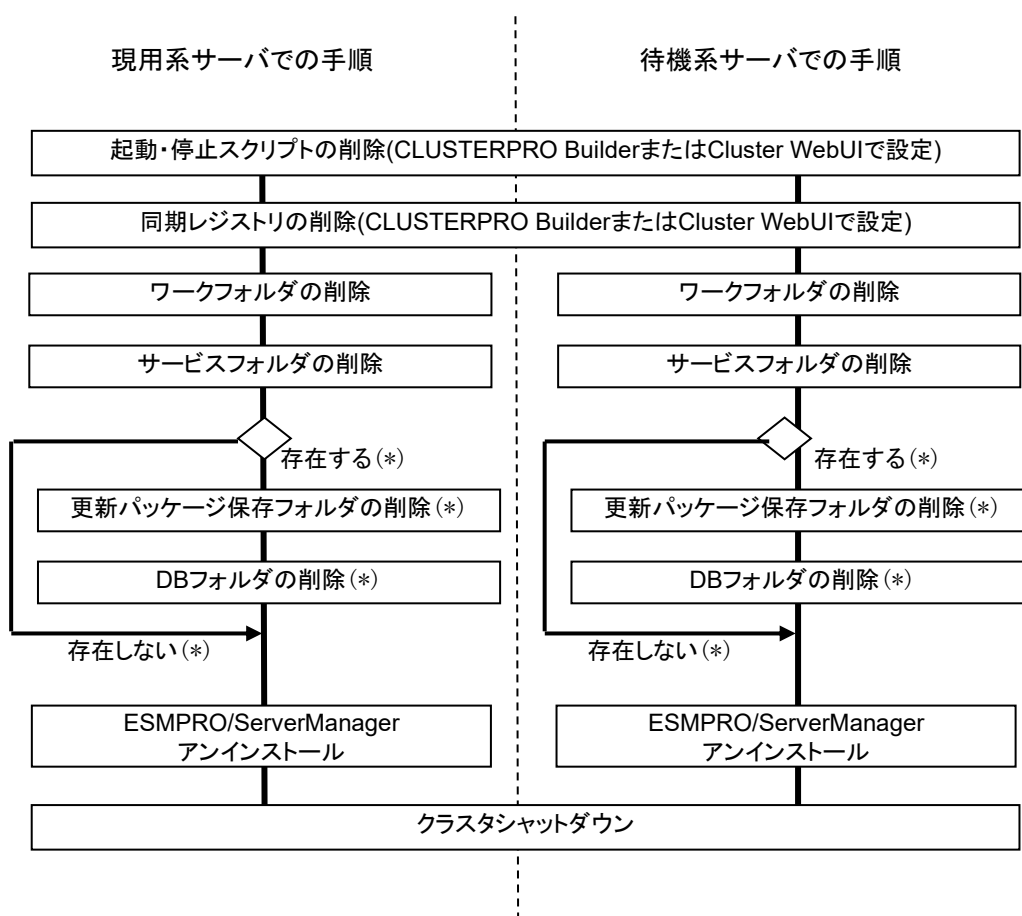 現用系サーバでの手順
待機系サーバでの手順
起動・停止スクリプトの削除(CLUSTERPRO BuilderまたはCluster WebUIで設定)
同期レジストリの削除(CLUSTERPRO BuilderまたはCluster WebUIで設定)
ワークフォルダの削除
ワークフォルダの削除
サービスフォルダの削除
サービスフォルダの削除
存在する(*)
存在する(*)
更新パッケージ保存フォルダの削除(*)
更新パッケージ保存フォルダの削除(*)
DBフォルダの削除(*)
DBフォルダの削除(*)
存在しない(*)
存在しない(*)
ESMPRO/ServerManager
アンインストール
ESMPRO/ServerManager
アンインストール
クラスタシャットダウン